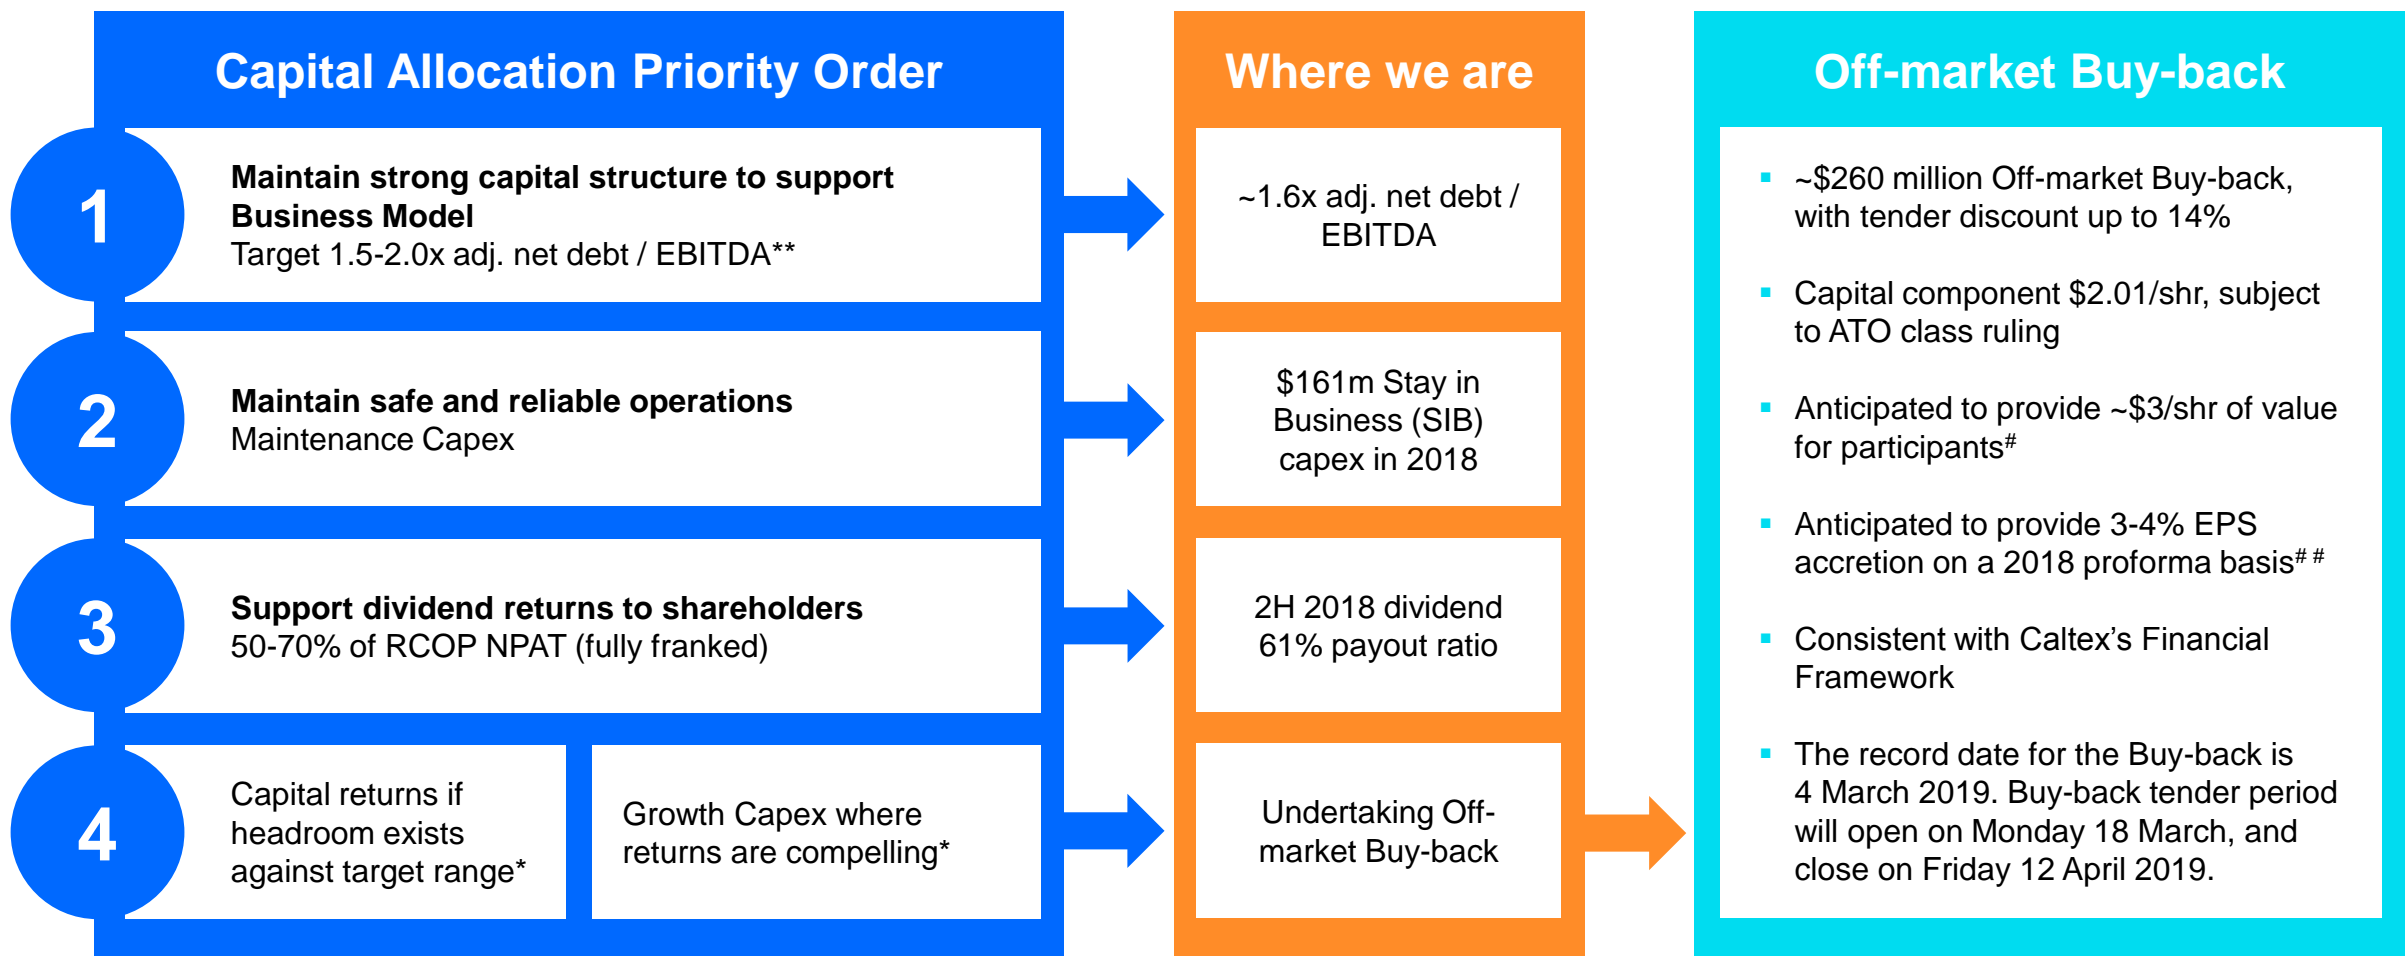 Capital Allocation Priority Order
1
Maintain strong capital structure to support
Business Model
Target 1.5-2.0x adj. net debt / EBITDA**
2
Maintain safe and reliable operations
Maintenance Capex
3
Support dividend returns to shareholders
50-70% of RCOP NPAT (fully franked)
4
Capital returns if
headroom exists
against target range*
Growth Capex where
returns are compelling*
Where we are
~1.6x adj. net debt /
EBITDA
$161m Stay in
Business (SIB)
capex in 2018
2H 2018 dividend
61% payout ratio
Undertaking Off-
market Buy-back
Off-market Buy-back
▪ ~$260 million Off-market Buy-back,
with tender discount up to 14%
▪ Capital component $2.01/shr, subject
to ATO class ruling
▪ Anticipated to provide ~$3/shr of value
for participants#
▪ Anticipated to provide 3-4% EPS
accretion on a 2018 proforma basis# #
▪ Consistent with Caltex’s Financial
Framework
▪ The record date for the Buy-back is
4 March 2019. Buy-back tender period
will open on Monday 18 March, and
close on Friday 12 April 2019.